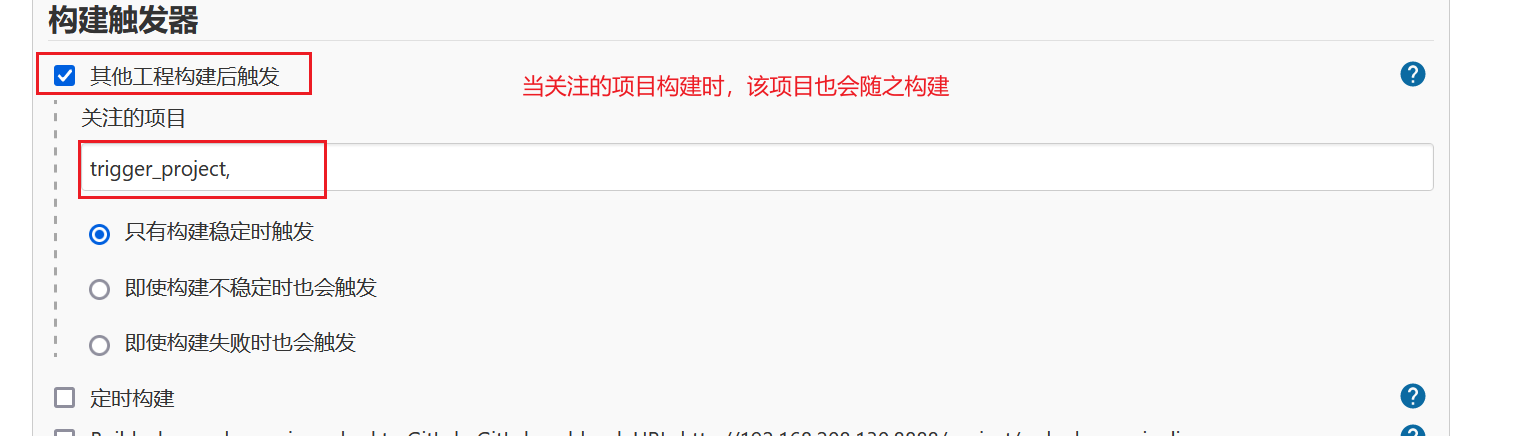 构建触发器
其他工程构建后触发
当关注的项目构建时，该项目也会随之构建
关注的项目
trigger_project,
只有构建稳定时触发
即使构建不稳定时也会触发
即使构建失败时也会触发
定时构建